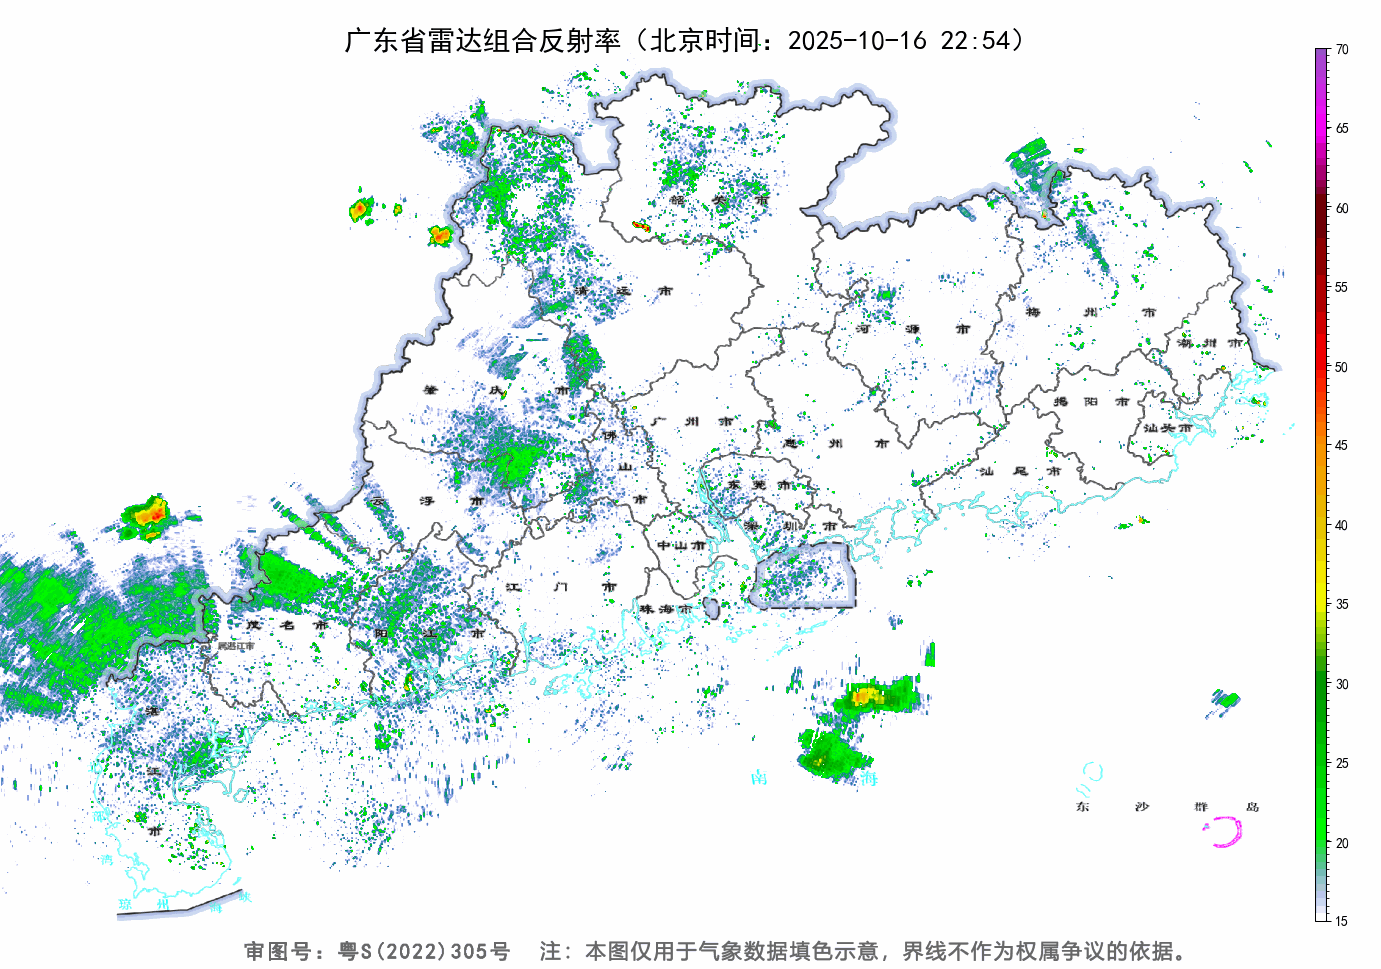 广东省雷达组合反射率（北京时间：2025-10-16 22:54）
70
65
60
55
50
45
40
35
30
25
20
15
韶关市
清远市
河源市
梅州市
潮州市
肇庆市
揭阳市
广州市
佛山市
惠州市
汕头市
汕尾市
东莞市
云浮市
深圳市
中山市
江门市
珠海市
茂名市
阳江市
属湛江市
湛江市
南海
东沙群岛
湾
琼州海峡
审图号：粤S(2022)305号 注：本图仅用于气象数据填色示意，界线不作为权属争议的依据。